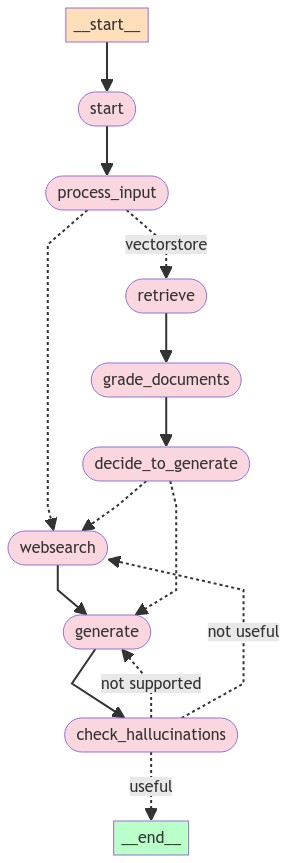 __start__
start
process_input
vectorstore
retrieve
grade_documents
decide_to_generate
websearch
generate
not useful
not supported
check_hallucinations
useful
__end__